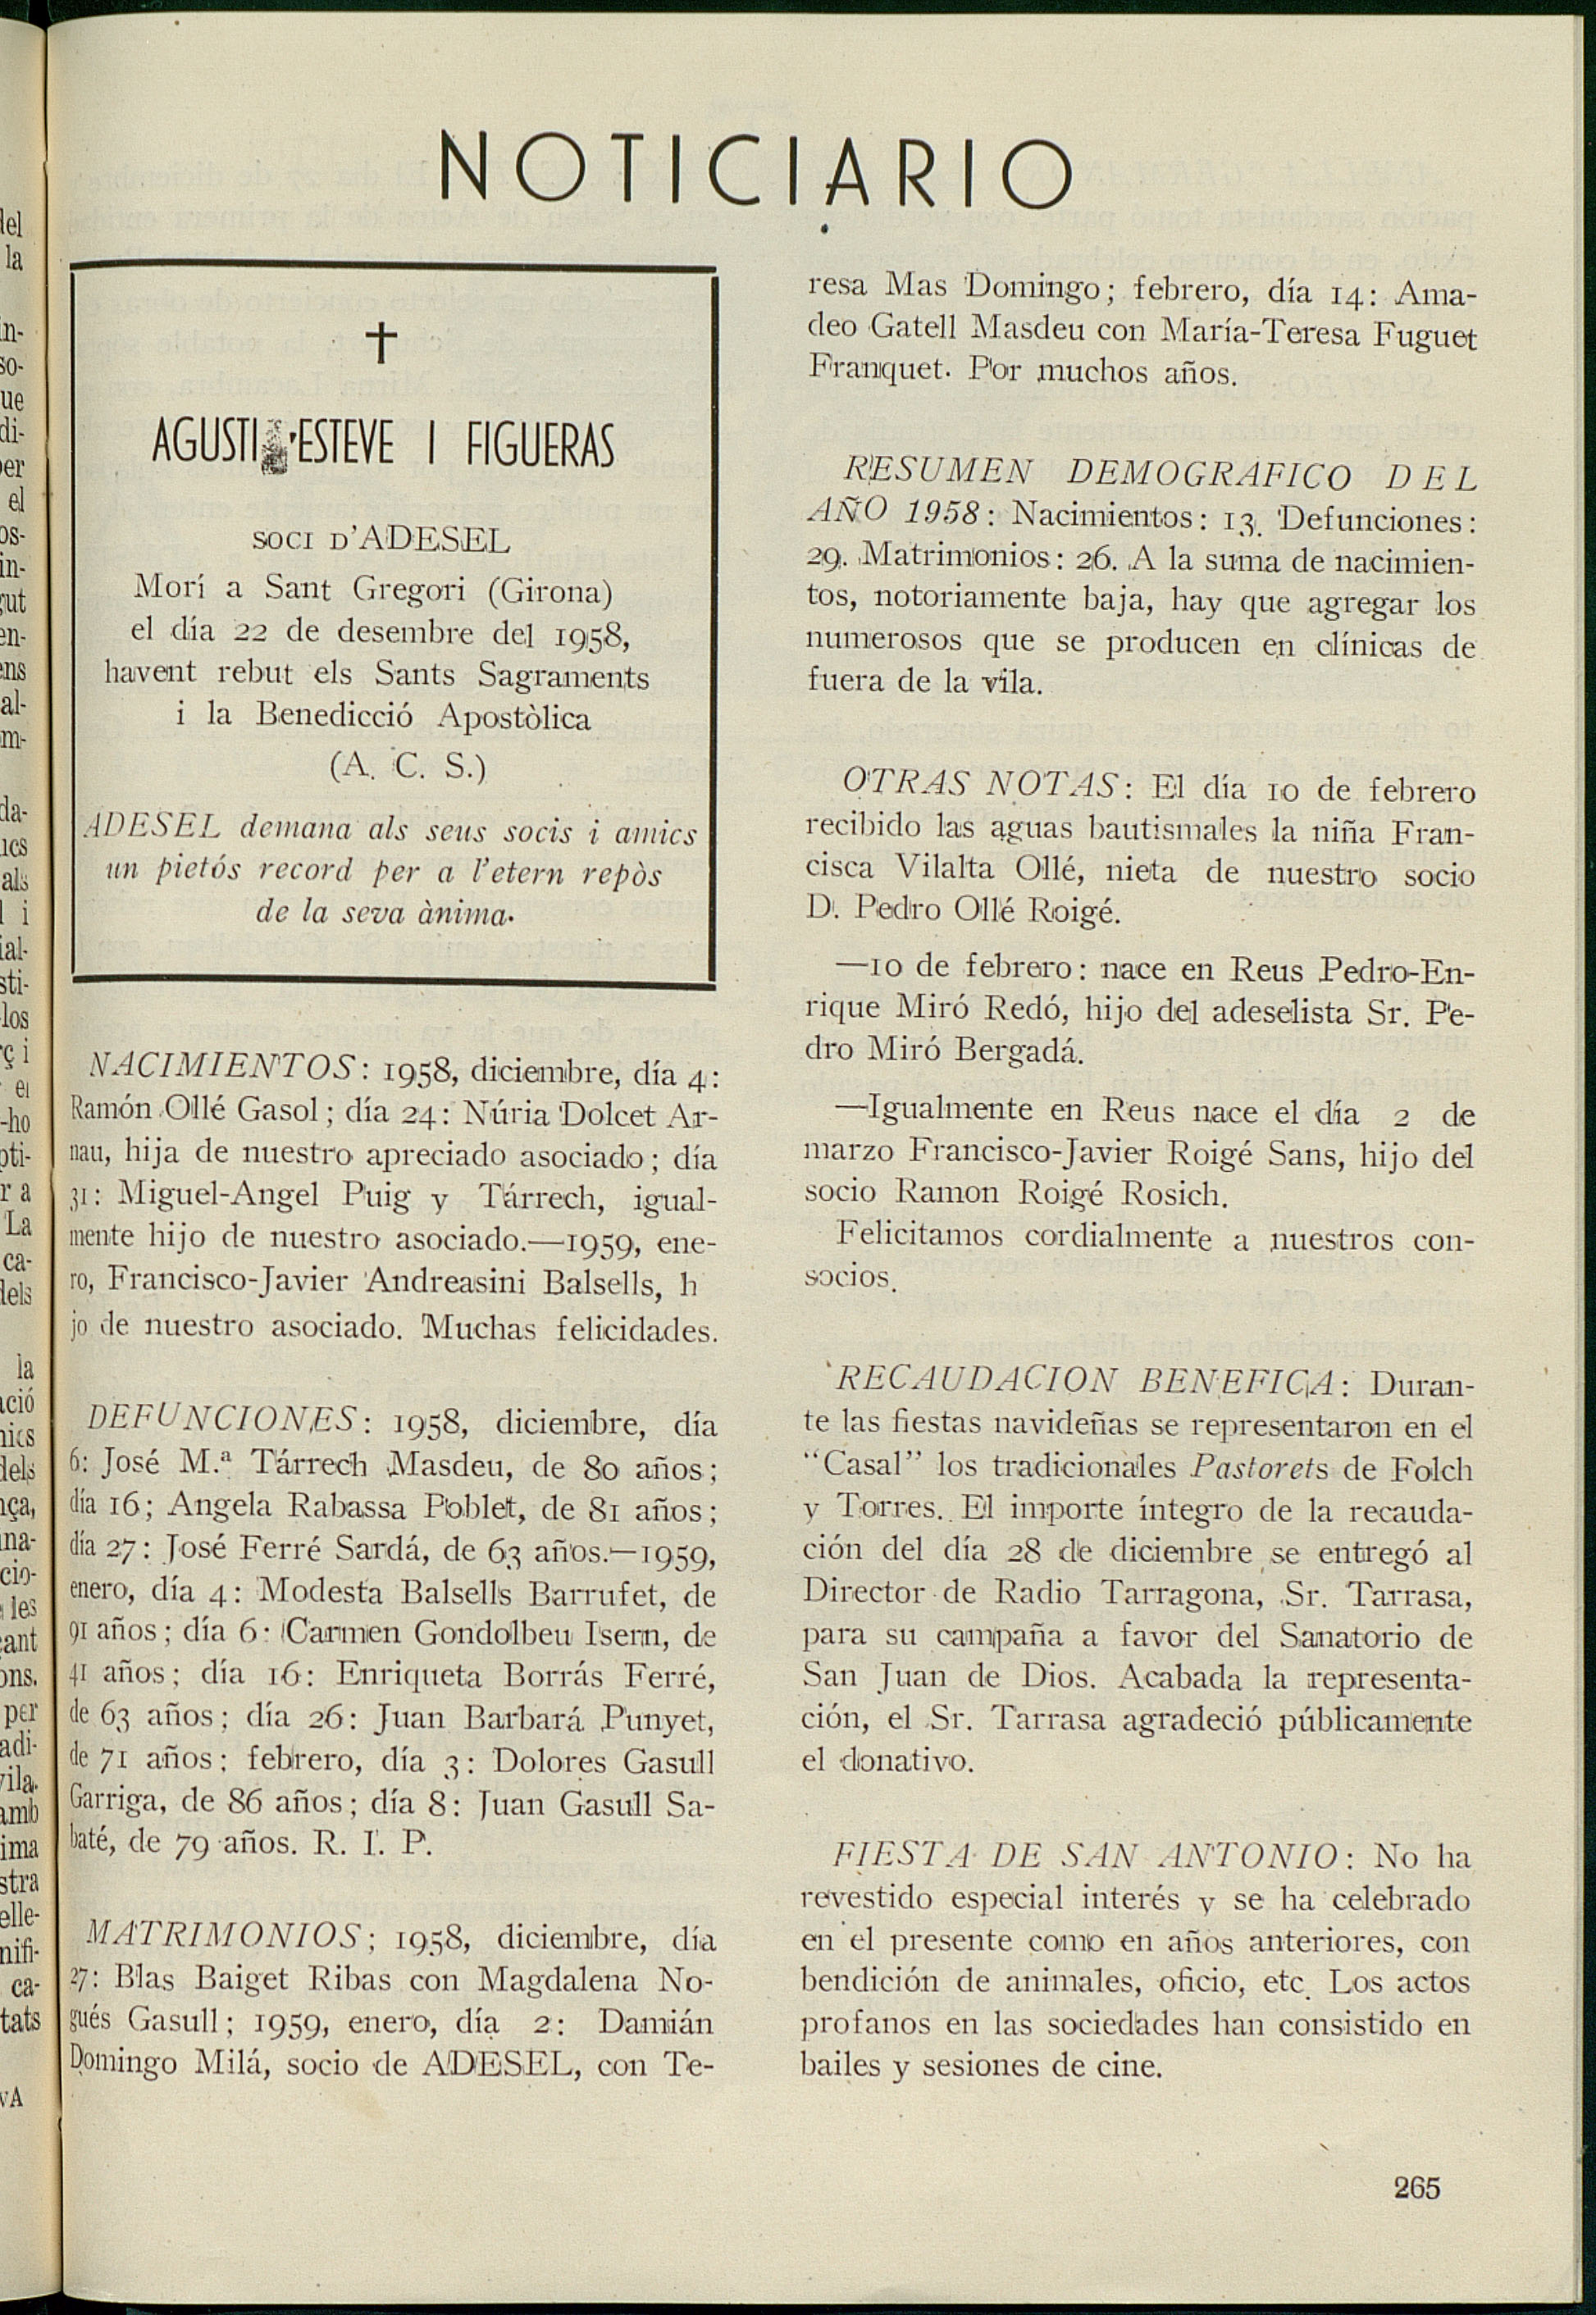 NOTICIARIO
✝
AGUSTI ESTEVE I FIGUERAS
SOCI D'ADESEL
Morí a Sant Gregori (Girona)
el día 22 de desembre del 1958,
havent rebut els Sants Sagraments
i la Benedicció Apostòlica
(A. C. S.)
ADESEL demana als seus socis i amics
un pietós record per a l'etern repòs
de la seva ànima.
NACIMIENTOS: 1958, diciembre, día 4:
Ramón Ollé Gasol; día 24: Núria Dolcet Ar-
nau, hija de nuestro apreciado asociado; día
31: Miguel-Angel Puig y Tárrech, igual-
mente hijo de nuestro asociado.—1959, ene-
ro, Francisco-Javier Andreasini Balsells, h
jo de nuestro asociado. Muchas felicidades.
DEFUNCIONES: 1958, diciembre, día
6: José M.ª Tárrech Masdeu, de 80 años;
día 16; Angela Rabassa Poblet, de 81 años;
día 27: José Ferré Sardá, de 63 años.—1959,
enero, día 4: Modesta Balsells Barrufet, de
91 años; día 6: Carmen Gondolbeu Isern, de
41 años; día 16: Enriqueta Borrás Ferré,
de 63 años; día 26: Juan Barbará Punyet,
de 71 años; febrero, día 3: Dolores Gasull
Garriga, de 86 años; día 8: Juan Gasull Sa-
baté, de 79 años. R. I. P.
MATRIMONIOS; 1958, diciembre, día
27: Blas Baiget Ribas con Magdalena No-
gués Gasull; 1959, enero, día 2: Damián
Domingo Milá, socio de ADESEL, con Te-
resa Mas Domingo; febrero, día 14: Ama-
deo Gatell Masdeu con María-Teresa Fuguet
Franquet. Por muchos años.
RESUMEN DEMOGRAFICO DEL
AÑO 1958: Nacimientos: 13. Defunciones:
29. Matrimonios: 26. A la suma de nacimien-
tos, notoriamente baja, hay que agregar los
numerosos que se producen en clínicas de
fuera de la vila.
OTRAS NOTAS: El día 10 de febrero
recibido las aguas bautismales la niña Fran-
cisca Vilalta Ollé, nieta de nuestro socio
D. Pedro Ollé Roigé.
—10 de febrero: nace en Reus Pedro-En-
rique Miró Redó, hijo del adeselista Sr. Pe-
dro Miró Bergadá.
—Igualmente en Reus nace el día 2 de
marzo Francisco-Javier Roigé Sans, hijo del
socio Ramon Roigé Rosich.
Felicitamos cordialmente a nuestros con-
socios.
RECAUDACION BENEFICA: Duran-
te las fiestas navideñas se representaron en el
"Casal" los tradicionales Pastorets de Folch
y Torres. El importe íntegro de la recauda-
ción del día 28 de diciembre se entregó al
Director de Radio Tarragona, Sr. Tarrasa,
para su campaña a favor del Sanatorio de
San Juan de Dios. Acabada la representa-
ción, el Sr. Tarrasa agradeció públicamente
el donativo.
FIESTA DE SAN ANTONIO: No ha
revestido especial interés y se ha celebrado
en el presente como en años anteriores, con
bendición de animales, oficio, etc. Los actos
profanos en las sociedades han consistido en
bailes y sesiones de cine.
265